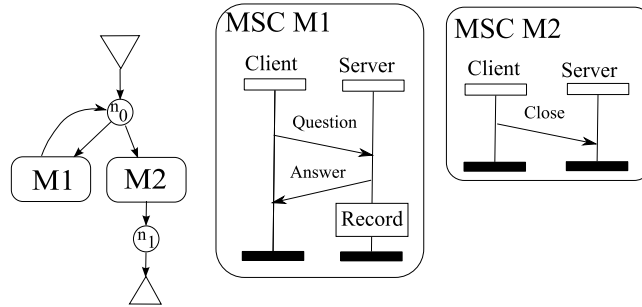 n0
M1
M2
n1
MSC M1
Client Server
Question
Answer
Record
MSC M2
Client Server
Close